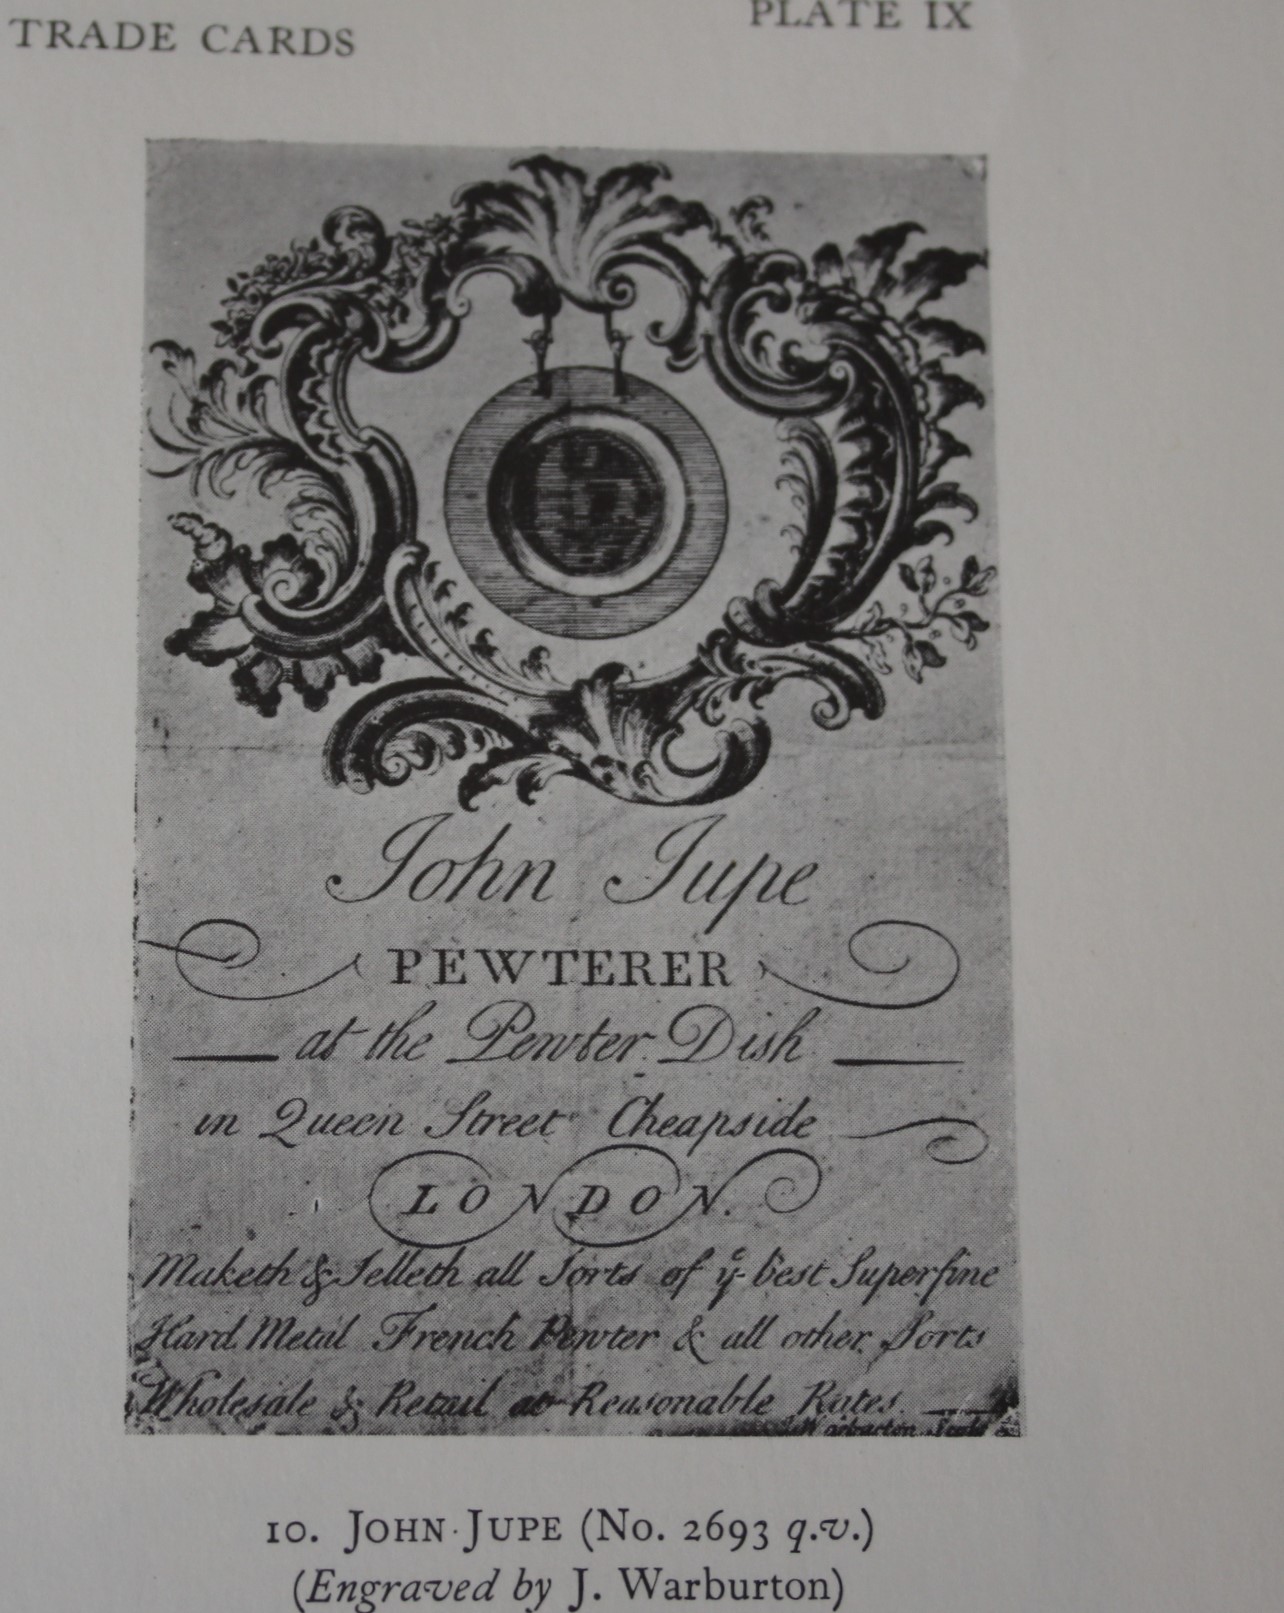 TRADE CARDS
PLATE IX
John Jupe
PEWTERER
at the Pewter Dish
in Queen Street Cheapside
LONDON.
Maketh & Selleth all Sorts of yͤ best Superfine
Hard Metal French Pewter & all other Sorts
Wholesale & Retail at Reasonable Rates.
J. Warburton Sculp
10. JOHN JUPE (No. 2693 q.v.)
(Engraved by J. Warburton)